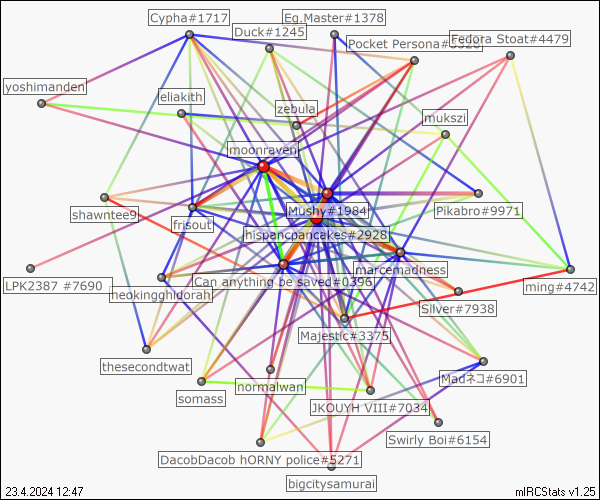 Cypha#1717
Eg.Master#1378
Duck#1245
Fedora Stoat#4479
Pocket Persona#
yoshimanden
eliakith
zebula
mukszi
moonraven
shawntee9
frisout
Mushy#1984
Pikabro#9971
hispancpancakes#2928
marcemadness
LPK2387 #7690
Can anything be saved#0396
ming#4742
Silver#7938
Majestic#3375
thesecondtwat
Madネコ#6901
normalwan
somass
JKOUYH VIII#7034
Swirly Boi#6154
DacobDacob hORNY police#5271
bigcitysamurai
23.4.2024 12:47
mIRCStats v1.25